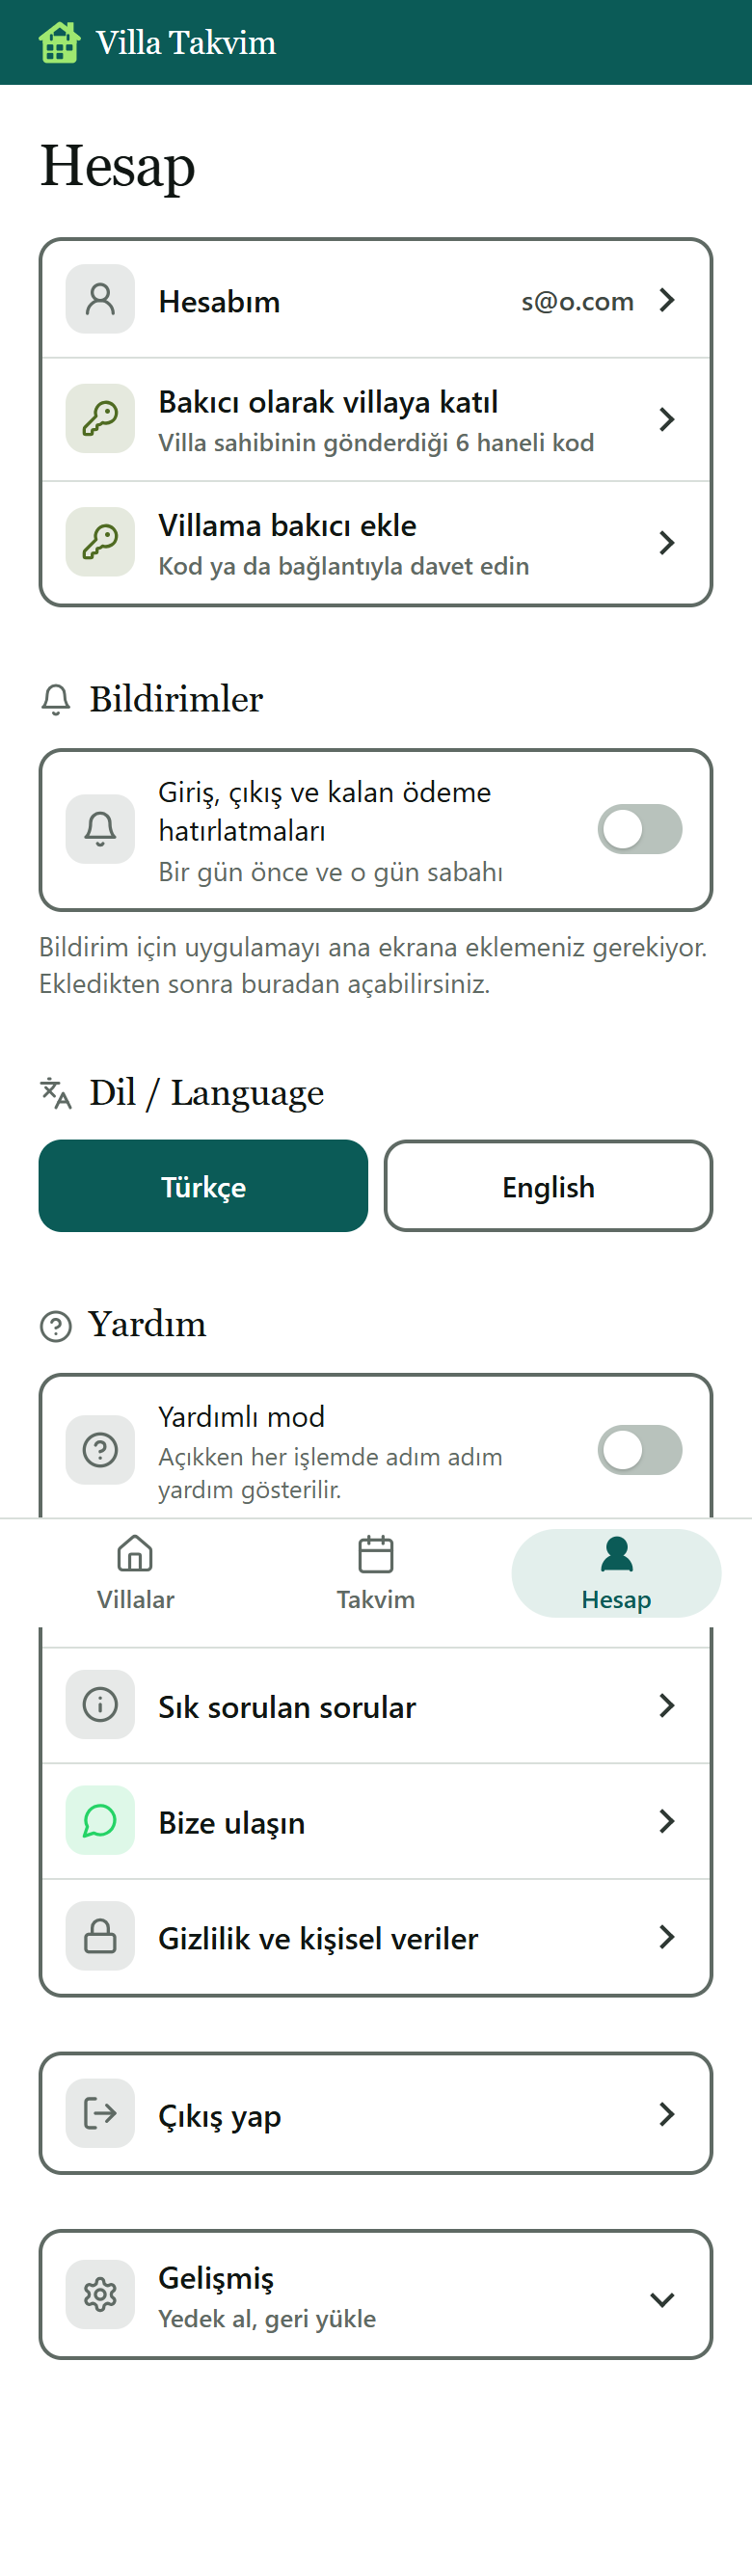 Villa Takvim
Hesap
Hesabım
s@o.com
Bakıcı olarak villaya katıl
Villa sahibinin gönderdiği 6 haneli kod
Villama bakıcı ekle
Kod ya da bağlantıyla davet edin
Bildirimler
Giriş, çıkış ve kalan ödeme
hatırlatmaları
Bir gün önce ve o gün sabahı
Bildirim için uygulamayı ana ekrana eklemeniz gerekiyor.
Ekledikten sonra buradan açabilirsiniz.
Dil / Language
Türkçe
English
Yardım
Yardımlı mod
Açıkken her işlemde adım adım
yardım gösterilir.
Villalar
Takvim
Hesap
Sık sorulan sorular
Bize ulaşın
Gizlilik ve kişisel veriler
Çıkış yap
Gelişmiş
Yedek al, geri yükle